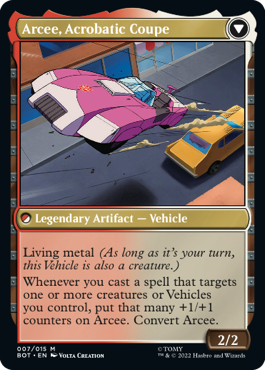 Arcee, Acrobatic Coupe
Legendary Artifact — Vehicle
Living metal (As long as it's your turn,
this Vehicle is also a creature.)
Whenever you cast a spell that targets
one or more creatures or Vehicles
you control, put that many +1/+1
counters on Arcee. Convert Arcee.
2/2
007/015 M
BOT • EN Volta Creation
©TOMY
™ & © 2022 Hasbro and Wizards